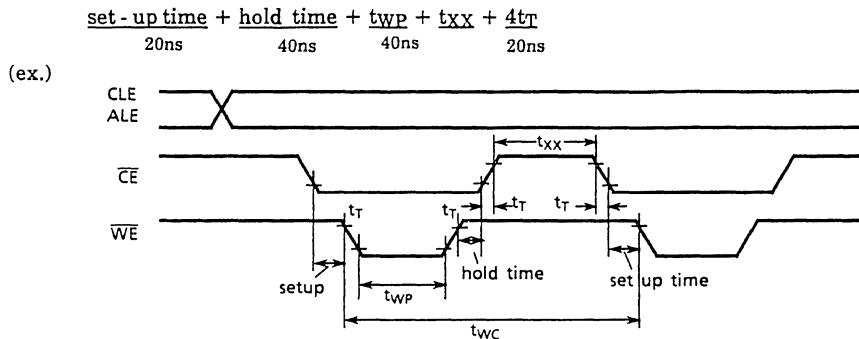 set-up time + hold time + tWP + tXX + 4tT
20ns 40ns 40ns 20ns
(ex.)
CLE
ALE
tXX
CE
tT tT tT tT
WE
setup hold time set up time
tWP
tWC